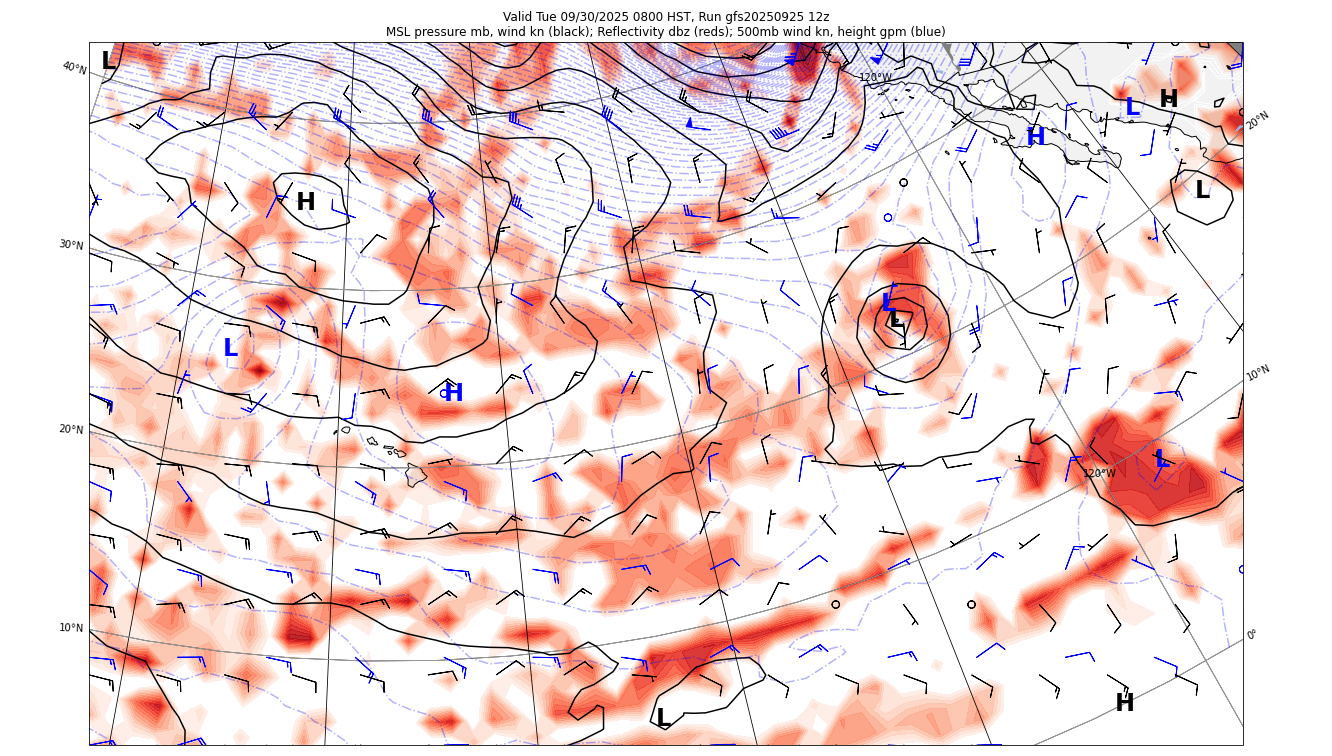 Valid Tue 09/30/2025 0800 HST, Run gfs20250925 12z
MSL pressure mb, wind kn (black); Reflectivity dbz (reds); 500mb wind kn, height gpm (blue)
L
40°N
120°W
H
L
20°N
H
H
L
30°N
L
L
L
H
10°N
20°N
L
120°W
10°N
0°
H
L